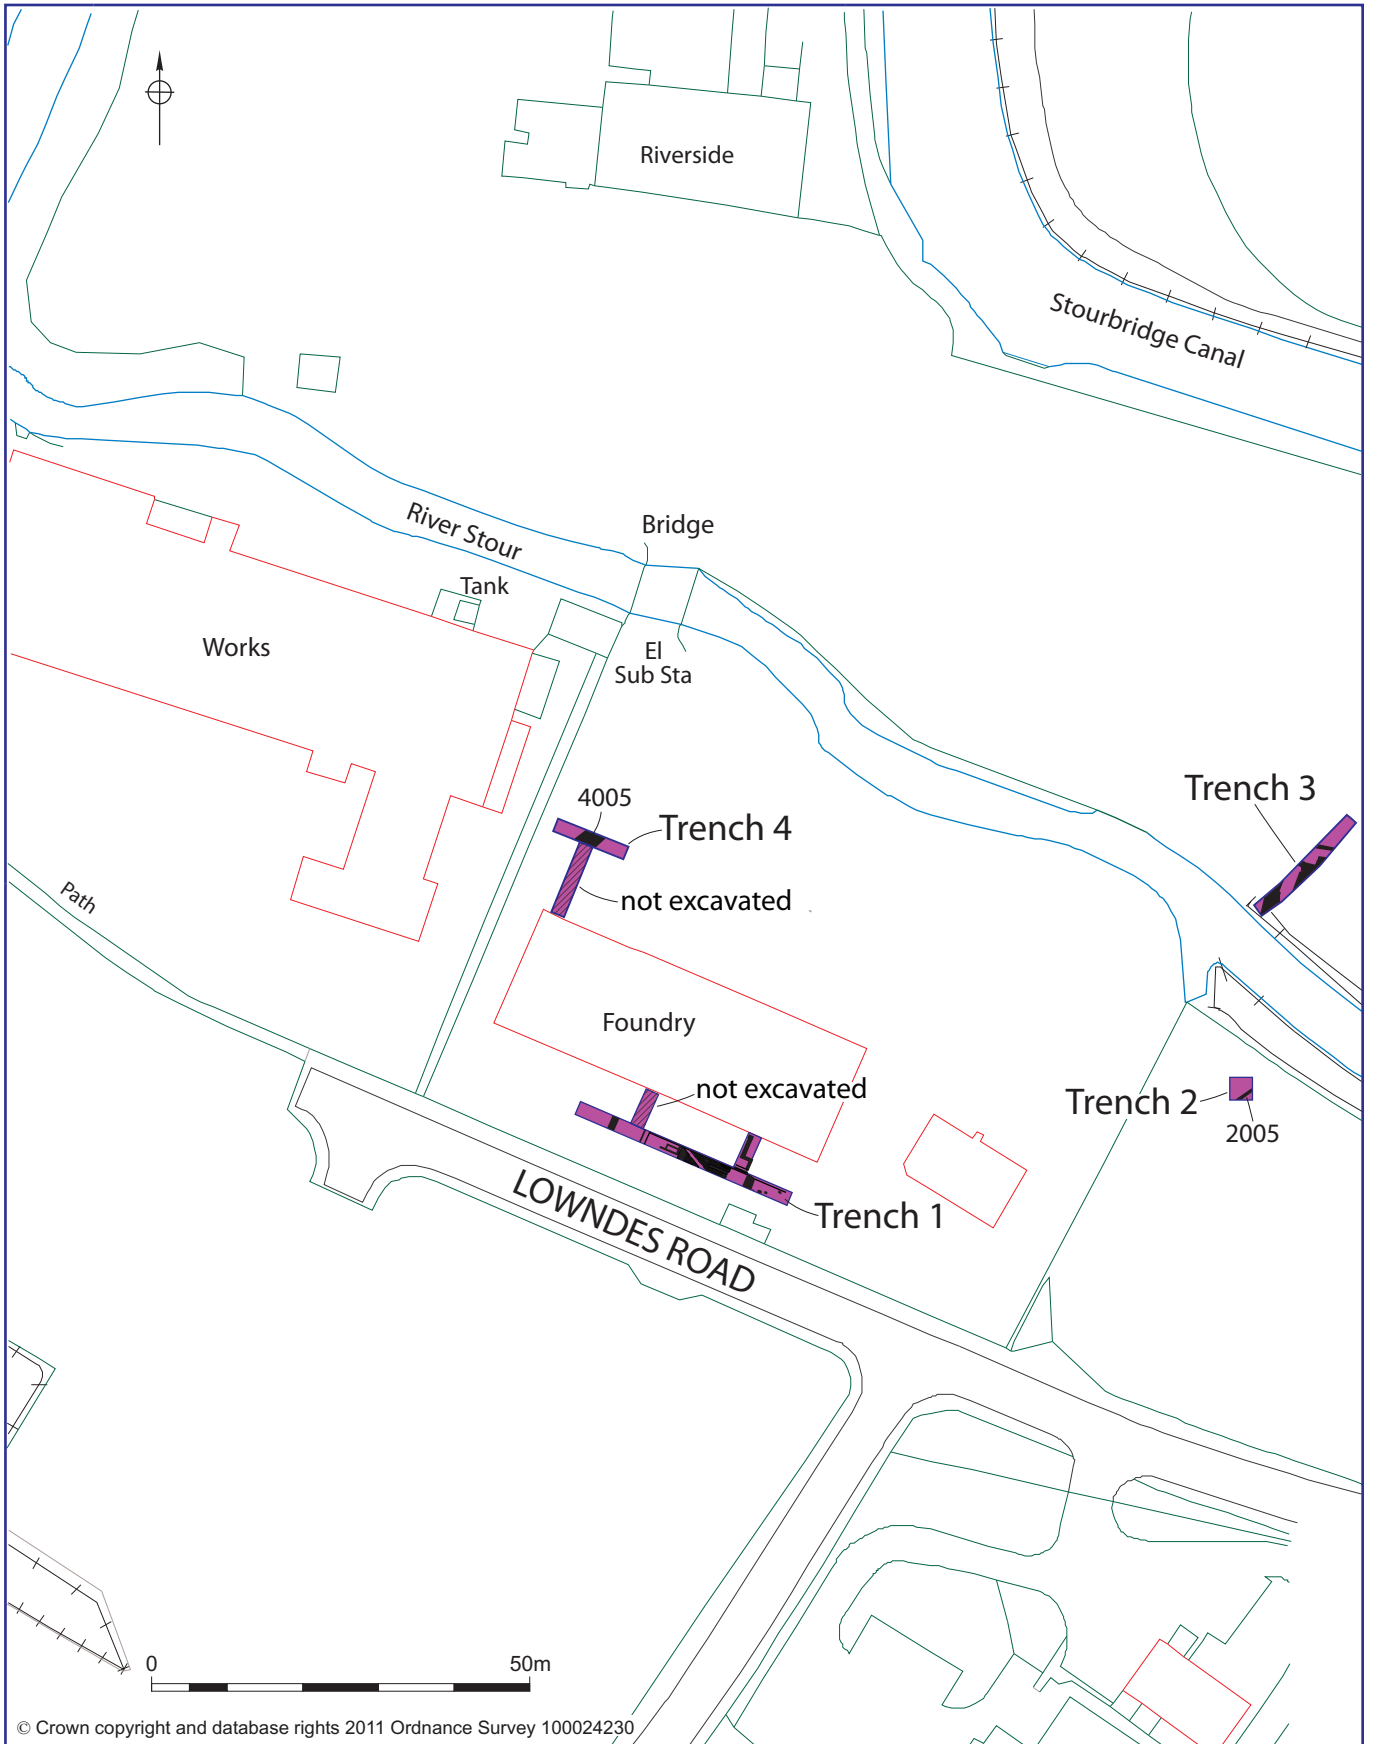 Riverside
Stourbridge Canal
River Stour
Bridge
Tank
Works
El
Sub Sta
Trench 3
4005
Trench 4
Path
not excavated
Foundry
not excavated
Trench 2
2005
Trench 1
LOWNDES ROAD
0 50m
© Crown copyright and database rights 2011 Ordnance Survey 100024230